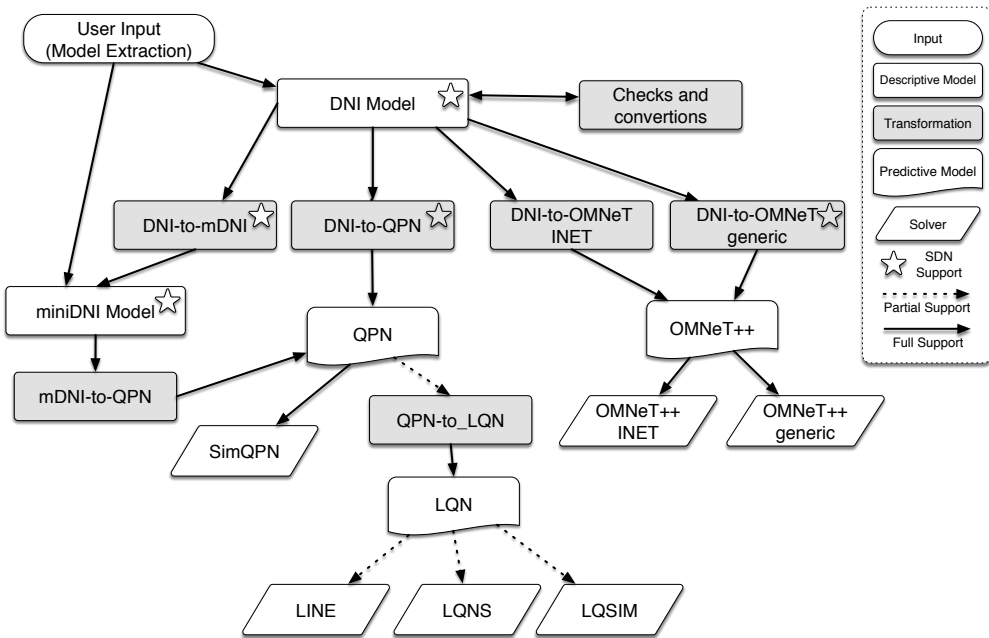 User Input
(Model Extraction)
DNI Model
Checks and
convertions
DNI-to-mDNI
DNI-to-QPN
DNI-to-OMNeT
INET
DNI-to-OMNeT
generic
miniDNI Model
QPN
OMNeT++
mDNI-to-QPN
QPN-to_LQN
SimQPN
OMNeT++
INET
OMNeT++
generic
LQN
LINE
LQNS
LQSIM
Input
Descriptive Model
Transformation
Predictive Model
Solver
SDN
Support
Partial Support
Full Support